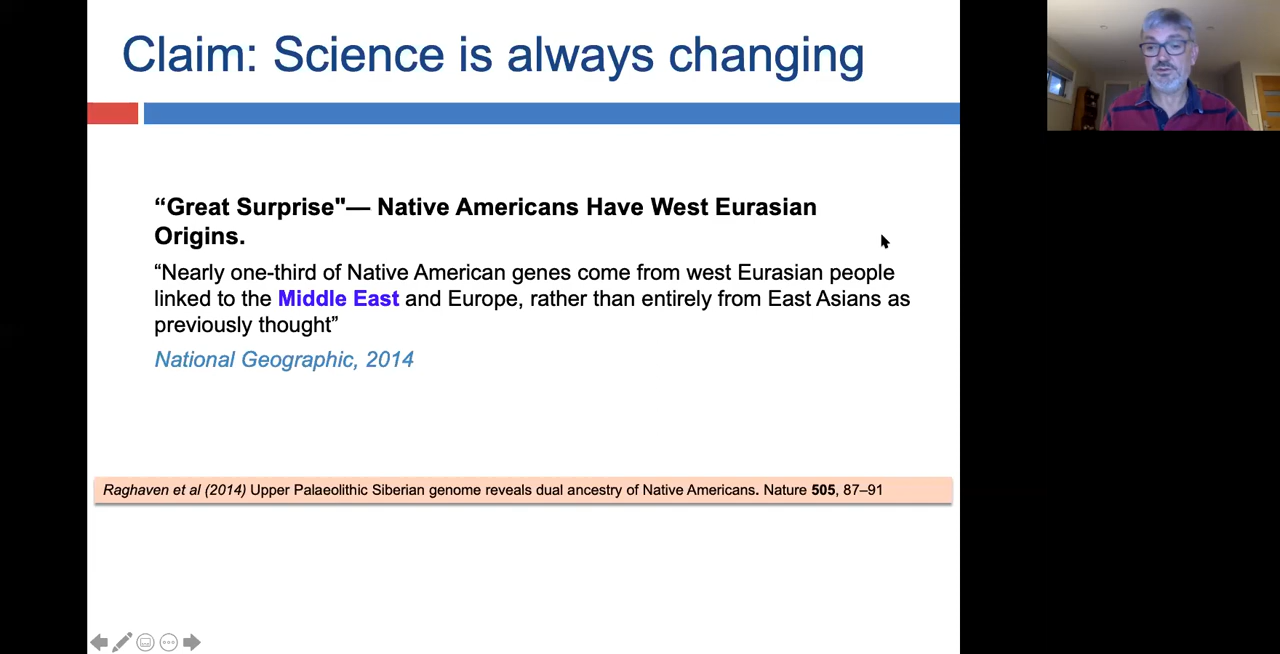 Claim: Science is always changing
“Great Surprise"— Native Americans Have West Eurasian
Origins.
“Nearly one-third of Native American genes come from west Eurasian people
linked to the Middle East and Europe, rather than entirely from East Asians as
previously thought”
National Geographic, 2014
Raghaven et al (2014) Upper Palaeolithic Siberian genome reveals dual ancestry of Native Americans. Nature 505, 87–91